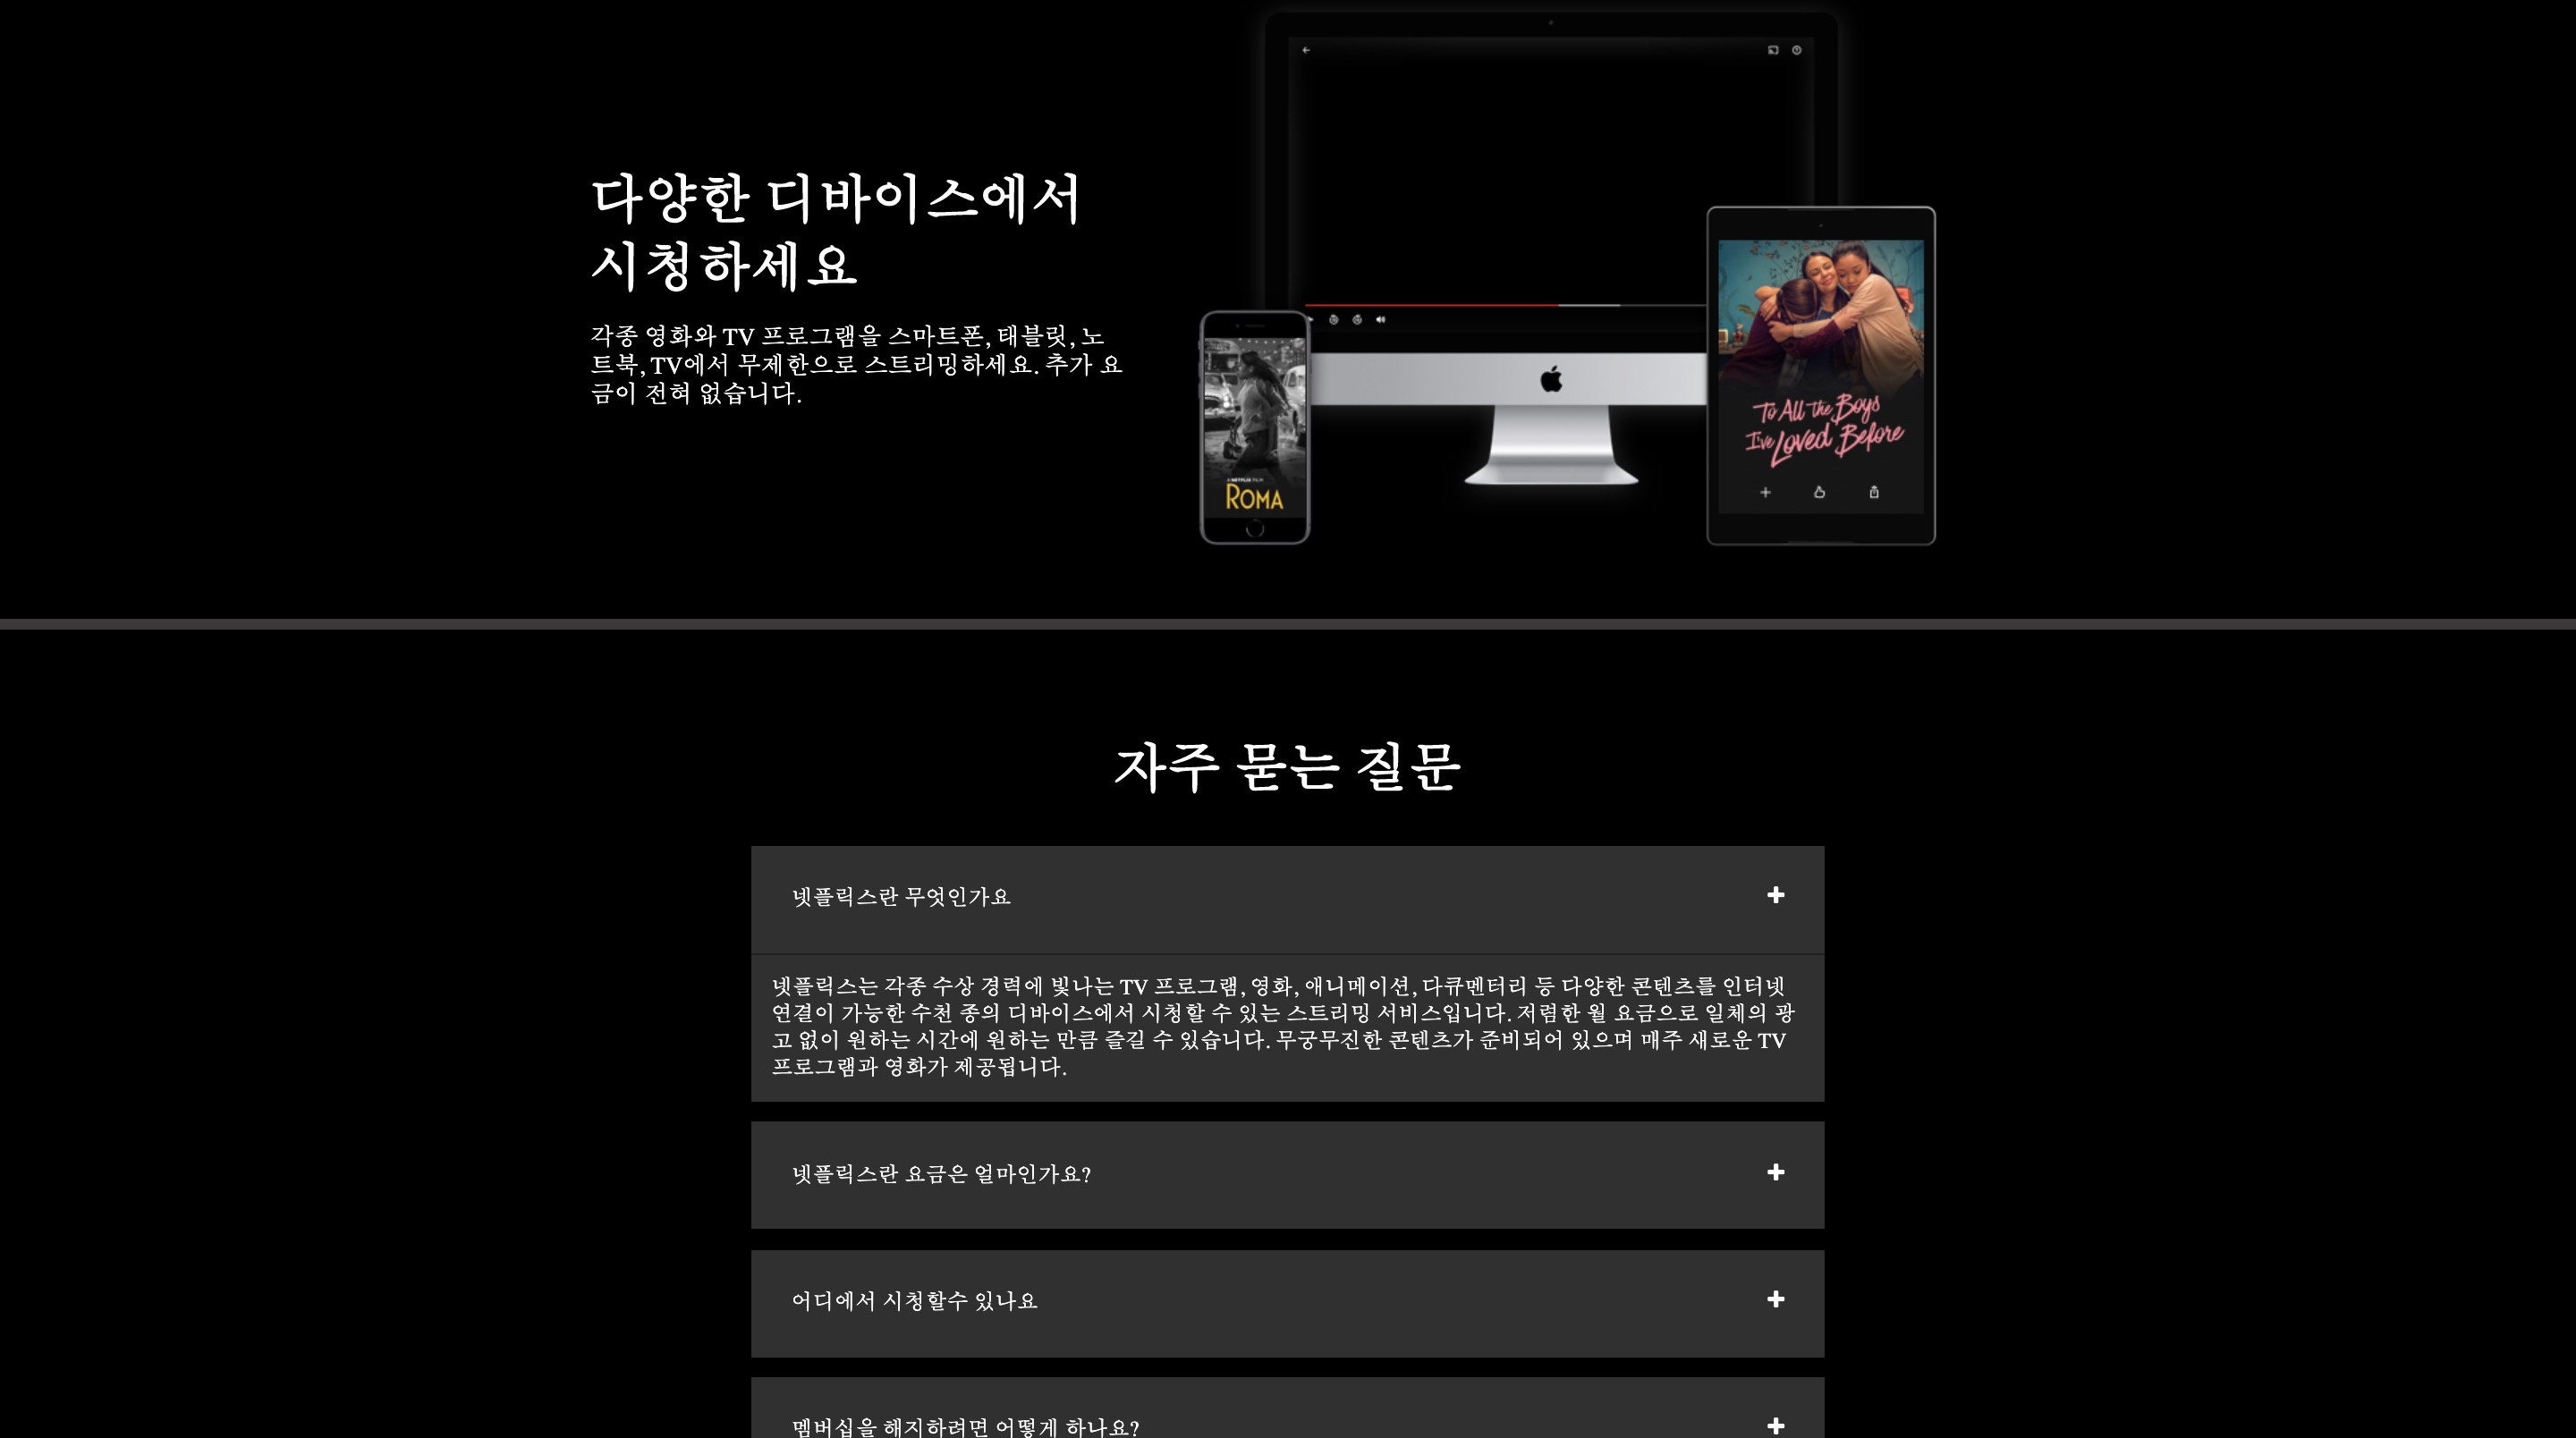 다양한 디바이스에서
시청하세요
각종 영화와 TV 프로그램을 스마트폰, 태블릿, 노
트북, TV에서 무제한으로 스트리밍하세요. 추가 요
금이 전혀 없습니다.
A NETFLIX FILM
ROMA
To All the Boys
I've Loved Before
자주 묻는 질문
넷플릭스란 무엇인가요
넷플릭스는 각종 수상 경력에 빛나는 TV 프로그램, 영화, 애니메이션, 다큐멘터리 등 다양한 콘텐츠를 인터넷
연결이 가능한 수천 종의 디바이스에서 시청할 수 있는 스트리밍 서비스입니다. 저렴한 월 요금으로 일체의 광
고 없이 원하는 시간에 원하는 만큼 즐길 수 있습니다. 무궁무진한 콘텐츠가 준비되어 있으며 매주 새로운 TV
프로그램과 영화가 제공됩니다.
넷플릭스란 요금은 얼마인가요?
어디에서 시청할수 있나요
멤버십을 해지하려면 어떻게 하나요?